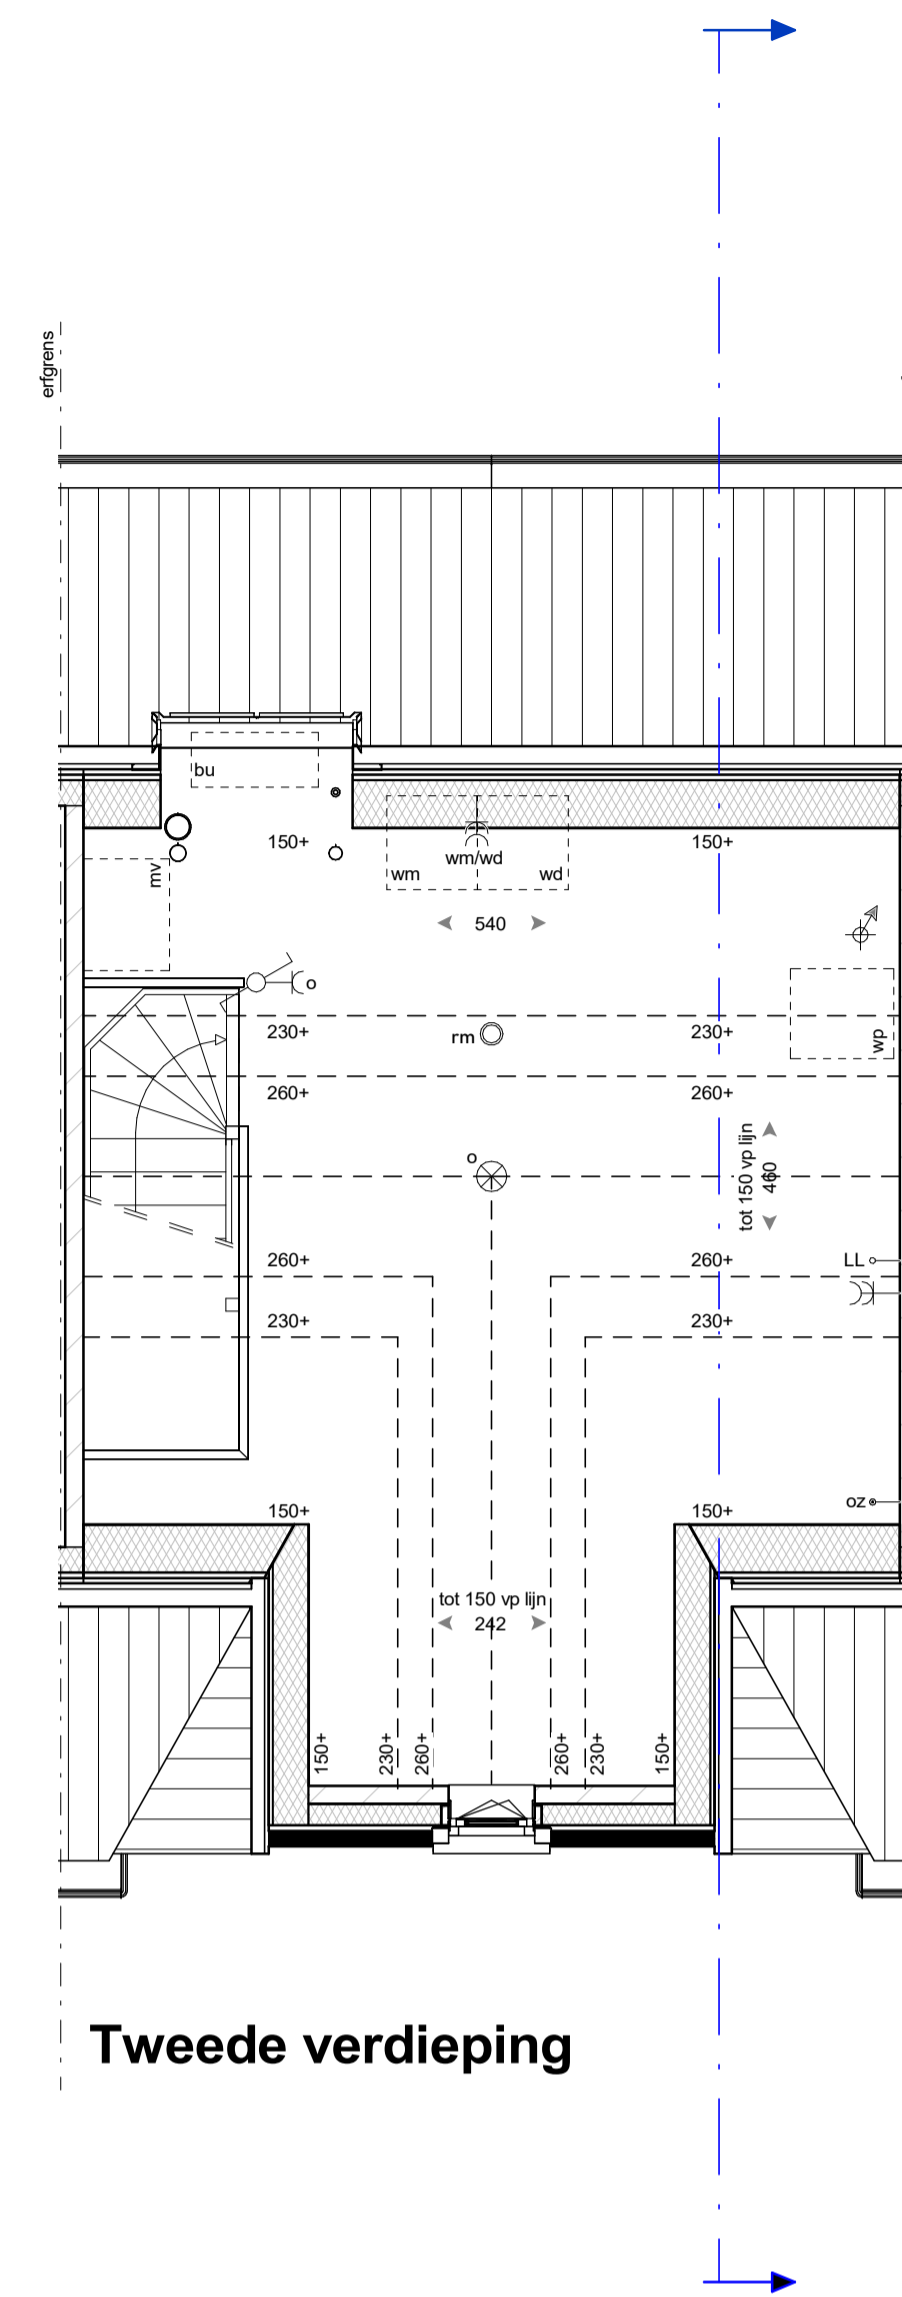 erfgrens
bu
150+
150+
wm/wd
wm
wd
mv
540
o
230+
rm
230+
wp
260+
260+
tot 150 vp lijn
460
o
260+
260+
LL
230+
230+
oz
150+
150+
tot 150 vp lijn
242
150+
230+
260+
260+
230+
150+
Tweede verdieping